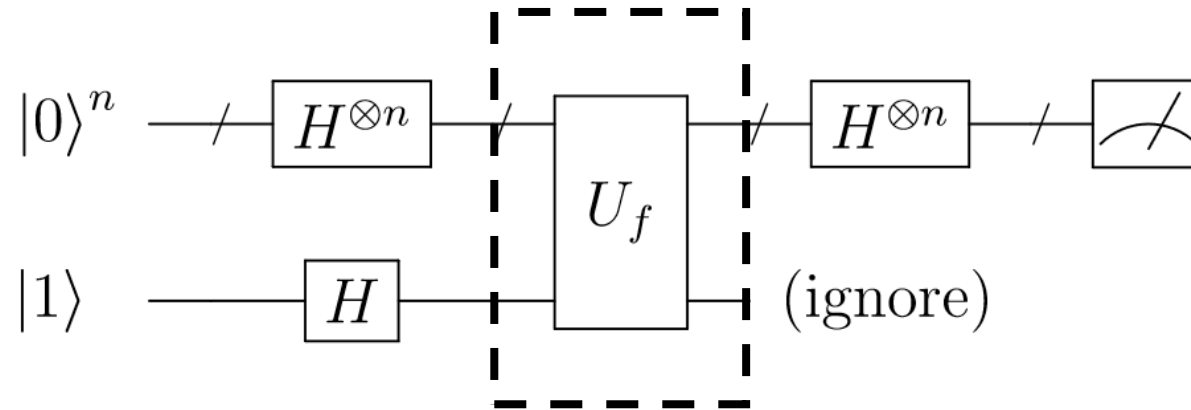 |0⟩ⁿ H^{⊗n} U_f H^{⊗n}
|1⟩ H (ignore)